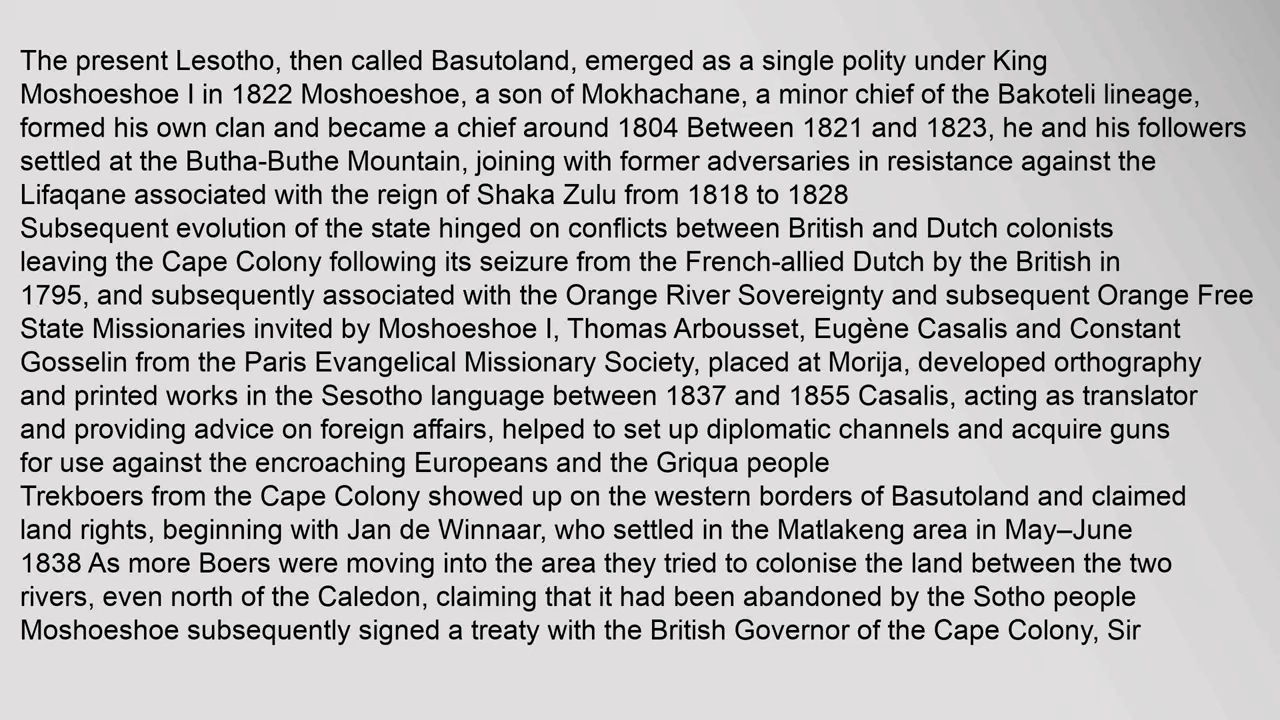 The present Lesotho, then called Basutoland, emerged as a single polity under King
Moshoeshoe I in 1822 Moshoeshoe, a son of Mokhachane, a minor chief of the Bakoteli lineage,
formed his own clan and became a chief around 1804 Between 1821 and 1823, he and his followers
settled at the Butha-Buthe Mountain, joining with former adversaries in resistance against the
Lifaqane associated with the reign of Shaka Zulu from 1818 to 1828
Subsequent evolution of the state hinged on conflicts between British and Dutch colonists
leaving the Cape Colony following its seizure from the French-allied Dutch by the British in
1795, and subsequently associated with the Orange River Sovereignty and subsequent Orange Free
State Missionaries invited by Moshoeshoe I, Thomas Arbousset, Eugène Casalis and Constant
Gosselin from the Paris Evangelical Missionary Society, placed at Morija, developed orthography
and printed works in the Sesotho language between 1837 and 1855 Casalis, acting as translator
and providing advice on foreign affairs, helped to set up diplomatic channels and acquire guns
for use against the encroaching Europeans and the Griqua people
Trekboers from the Cape Colony showed up on the western borders of Basutoland and claimed
land rights, beginning with Jan de Winnaar, who settled in the Matlakeng area in May–June
1838 As more Boers were moving into the area they tried to colonise the land between the two
rivers, even north of the Caledon, claiming that it had been abandoned by the Sotho people
Moshoeshoe subsequently signed a treaty with the British Governor of the Cape Colony, Sir